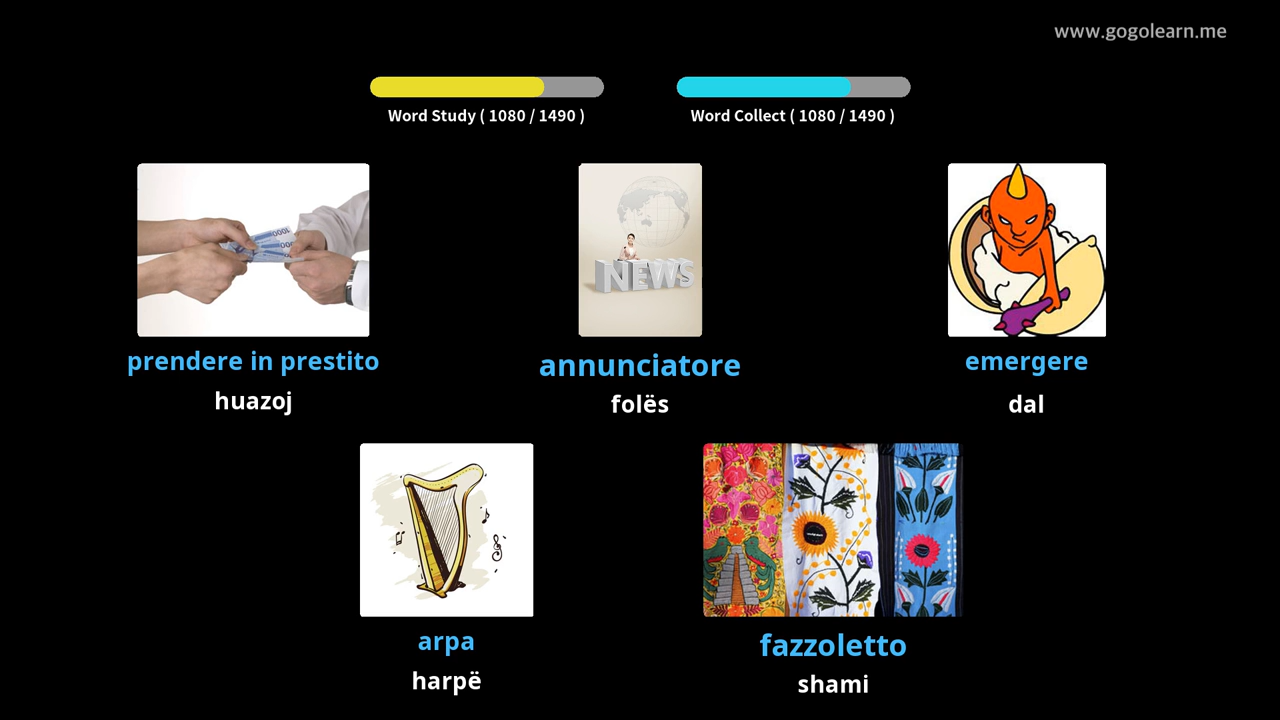 www.gogolearn.me
Word Study ( 1080 / 1490 )
Word Collect ( 1080 / 1490 )
NEWS
prendere in prestito
huazoj
annunciatore
folës
emergere
dal
arpa
harpë
fazzoletto
shami